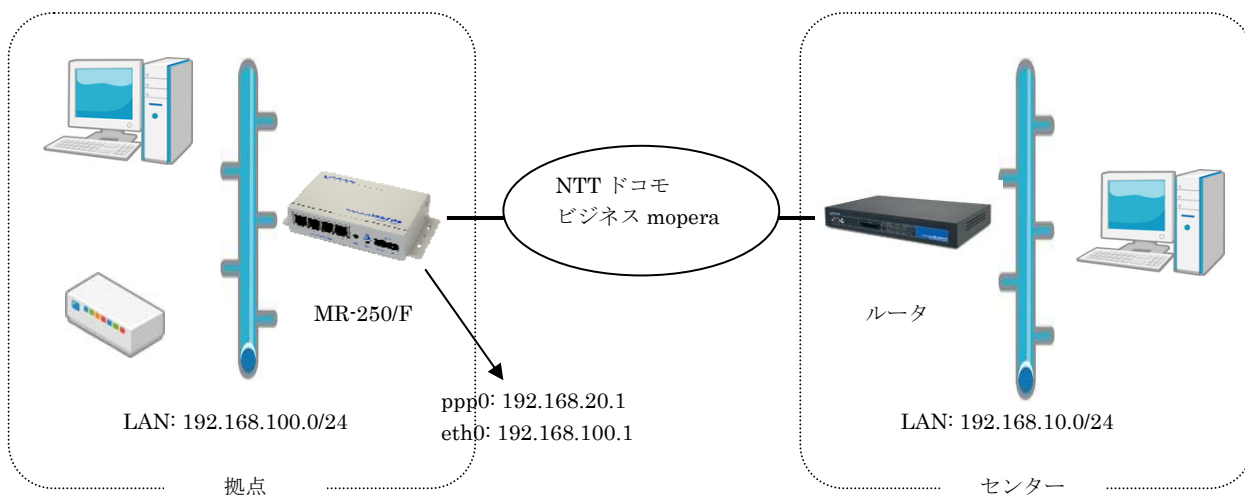 NTT ドコモ
ビジネス mopera
MR-250/F
ルータ
ppp0: 192.168.20.1
eth0: 192.168.100.1
LAN: 192.168.100.0/24
LAN: 192.168.10.0/24
拠点
センター